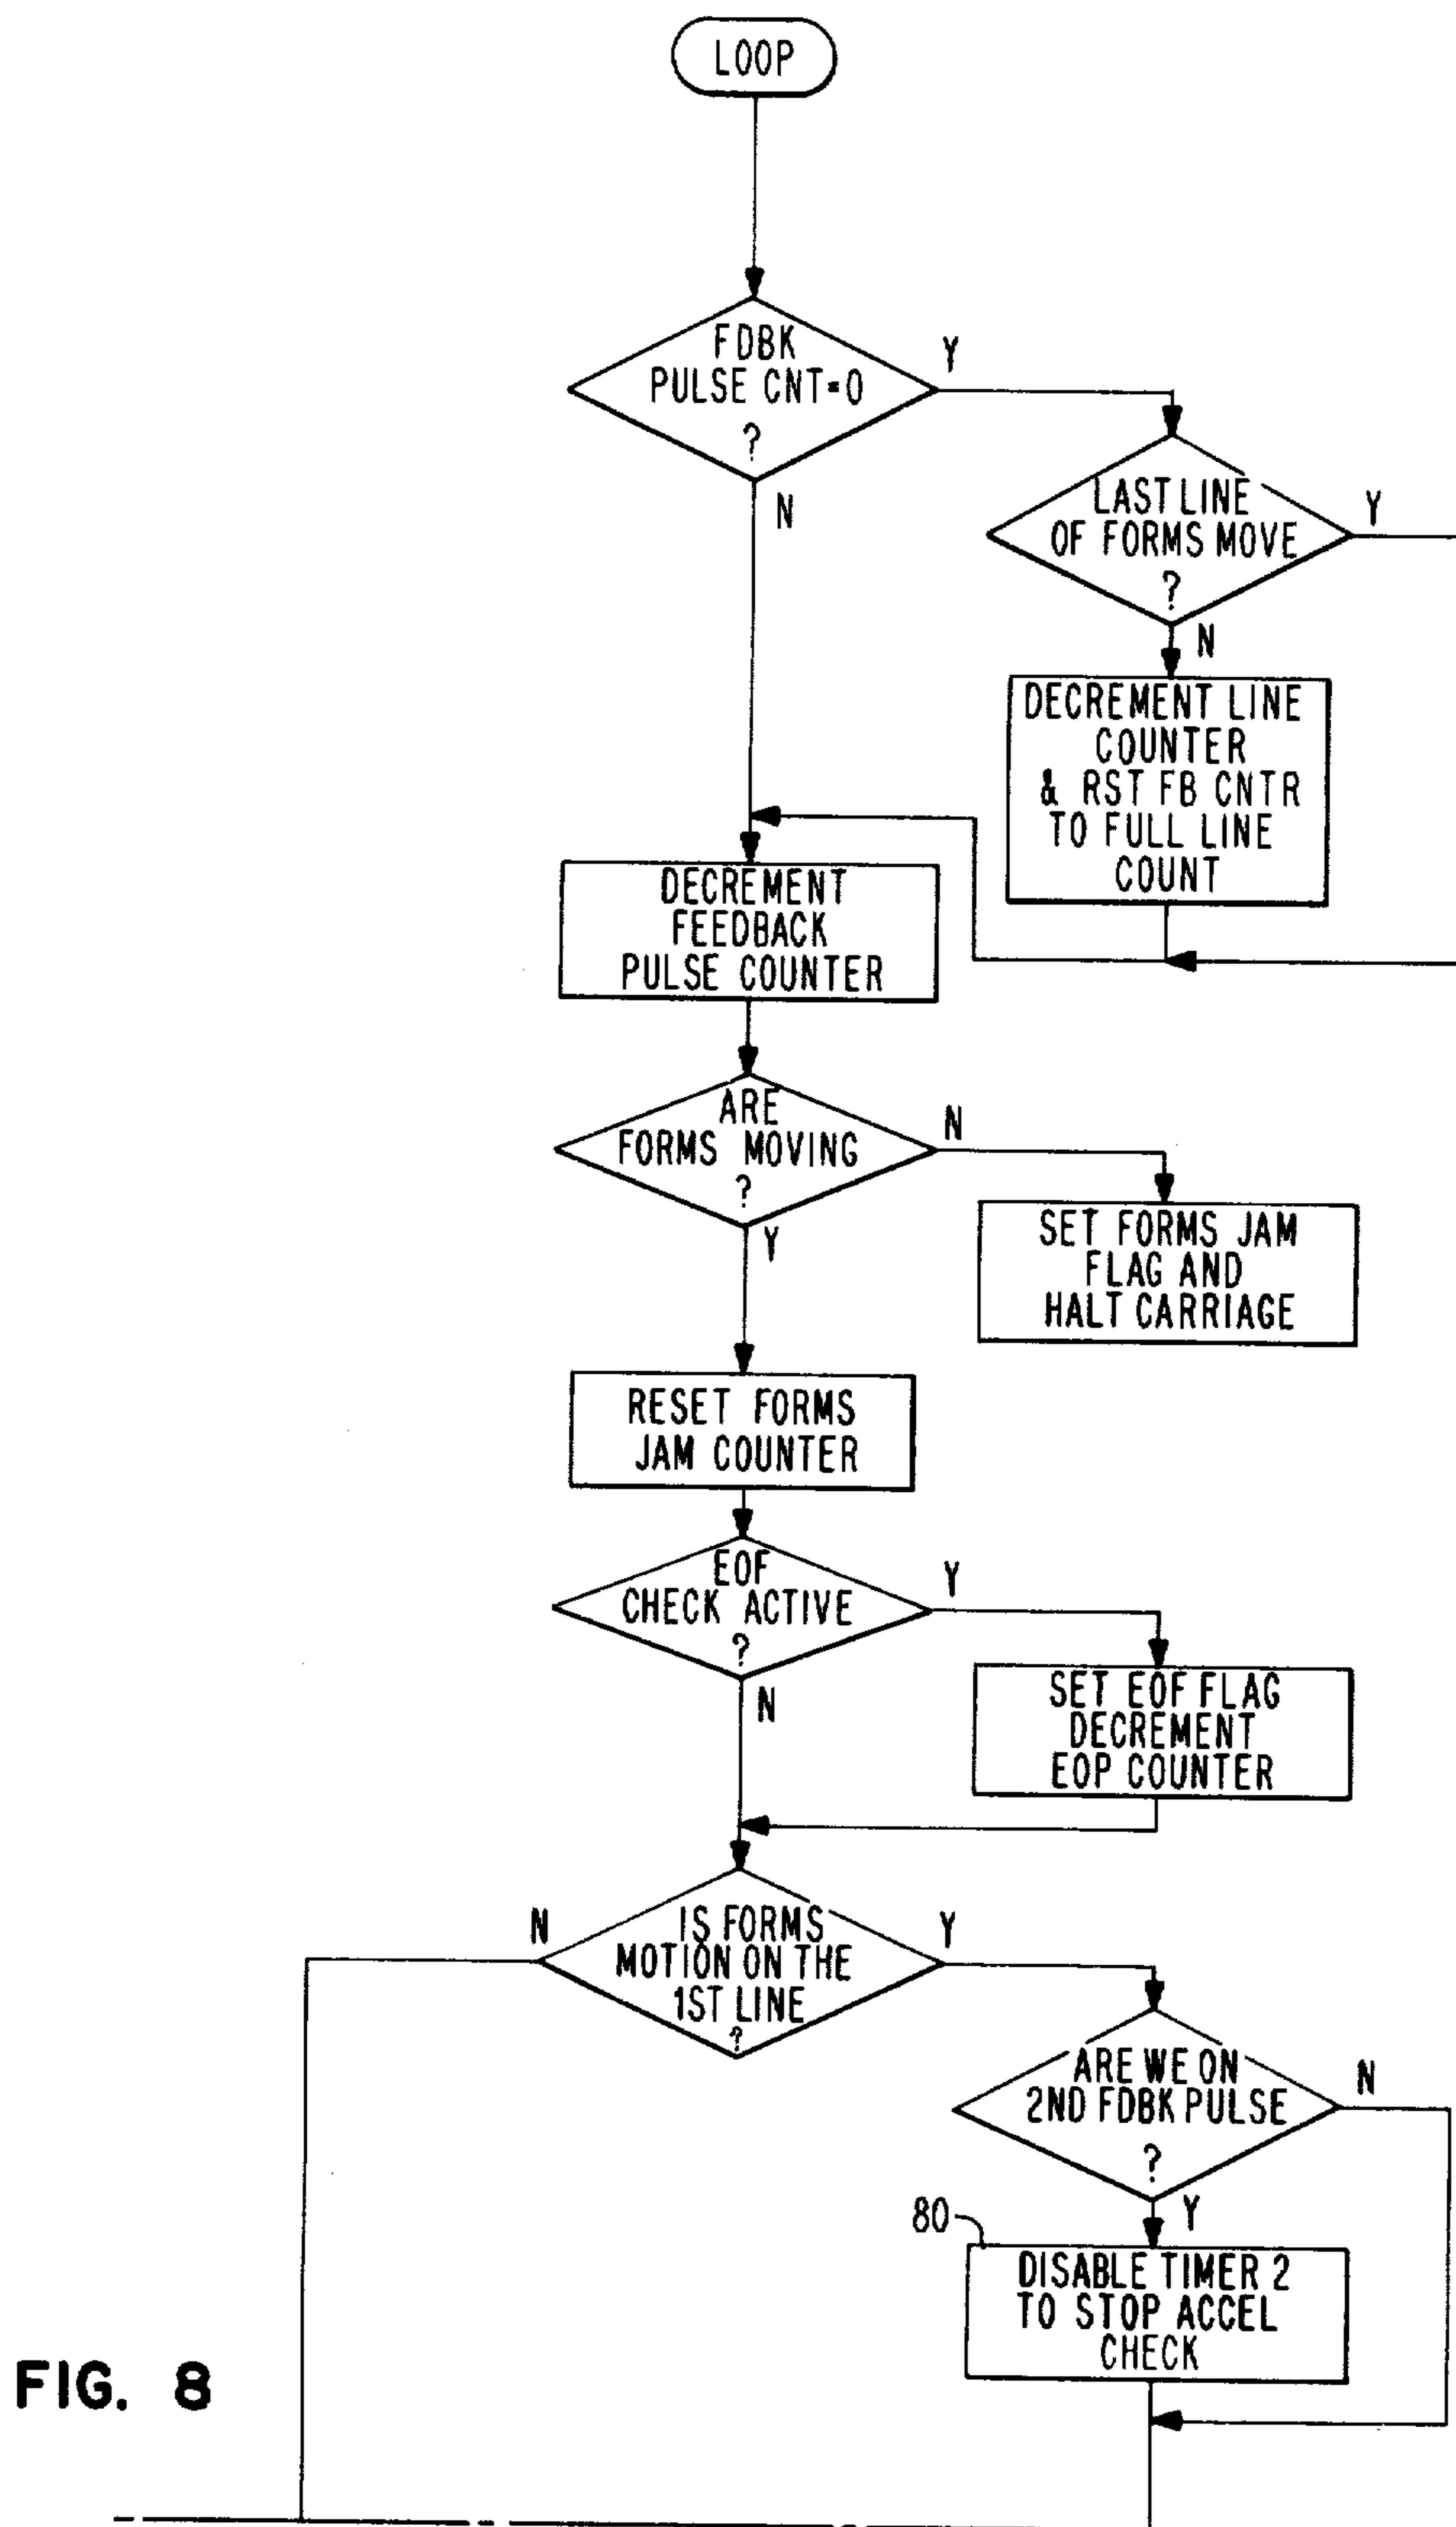 LOOP
FDBK
PULSE CNT=0
?
Y
N
LAST LINE
OF FORMS MOVE
?
Y
N
DECREMENT LINE
COUNTER
& RST FB CNTR
TO FULL LINE
COUNT
DECREMENT
FEEDBACK
PULSE COUNTER
ARE
FORMS MOVING
?
N
Y
SET FORMS JAM
FLAG AND
HALT CARRIAGE
RESET FORMS
JAM COUNTER
EOF
CHECK ACTIVE
?
Y
N
SET EOF FLAG
DECREMENT
EOP COUNTER
IS FORMS
MOTION ON THE
1ST LINE
?
N
Y
ARE WE ON
2ND FDBK PULSE
?
N
Y
80
DISABLE TIMER 2
TO STOP ACCEL
CHECK
FIG. 8